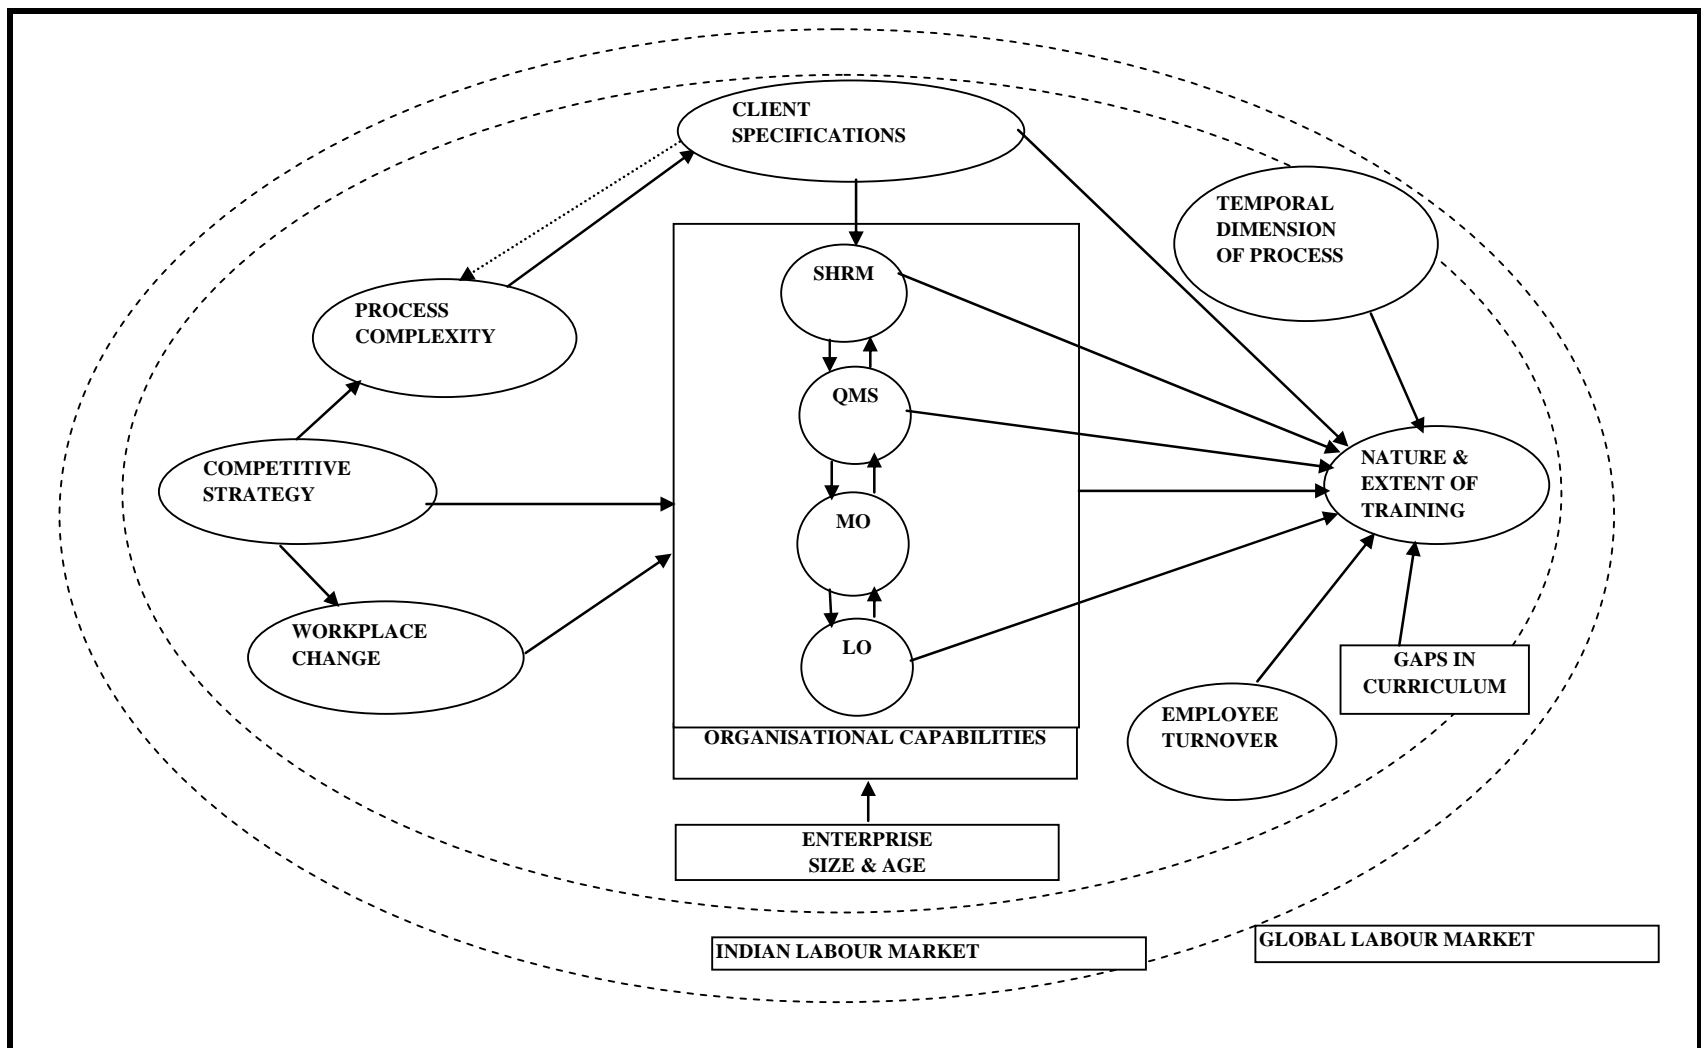 CLIENT
SPECIFICATIONS
TEMPORAL
DIMENSION
OF PROCESS
SHRM
PROCESS
COMPLEXITY
QMS
COMPETITIVE
STRATEGY
NATURE &
EXTENT OF
TRAINING
MO
WORKPLACE
CHANGE
LO
GAPS IN
CURRICULUM
EMPLOYEE
TURNOVER
ORGANISATIONAL CAPABILITIES
ENTERPRISE
SIZE & AGE
INDIAN LABOUR MARKET
GLOBAL LABOUR MARKET